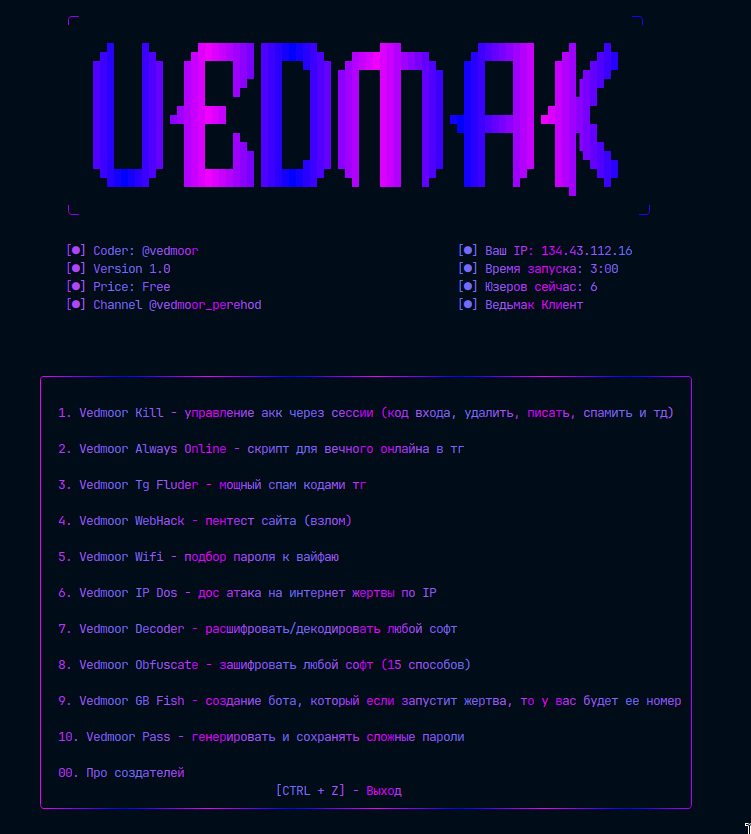 VEDMAK
[●] Coder: @vedmoor
[●] Version 1.0
[●] Price: Free
[●] Channel @vedmoor_perehod
[●] Ваш IP: 134.43.112.16
[●] Время запуска: 3:00
[●] Юзеров сейчас: 6
[●] Ведьмак Клиент
1. Vedmoor Kill - управление акк через сессии (код входа, удалить, писать, спамить и тд)
2. Vedmoor Always Online - скрипт для вечного онлайна в тг
3. Vedmoor Tg Fluder - мощный спам кодами тг
4. Vedmoor WebHack - пентест сайта (взлом)
5. Vedmoor Wifi - подбор пароля к вайфаю
6. Vedmoor IP Dos - дос атака на интернет жертвы по IP
7. Vedmoor Decoder - расшифровать/декодировать любой софт
8. Vedmoor Obfuscate - зашифровать любой софт (15 способов)
9. Vedmoor GB Fish - создание бота, который если запустит жертва, то у вас будет ее номер
10. Vedmoor Pass - генерировать и сохранять сложные пароли
00. Про создателей
[CTRL + Z] - Выход